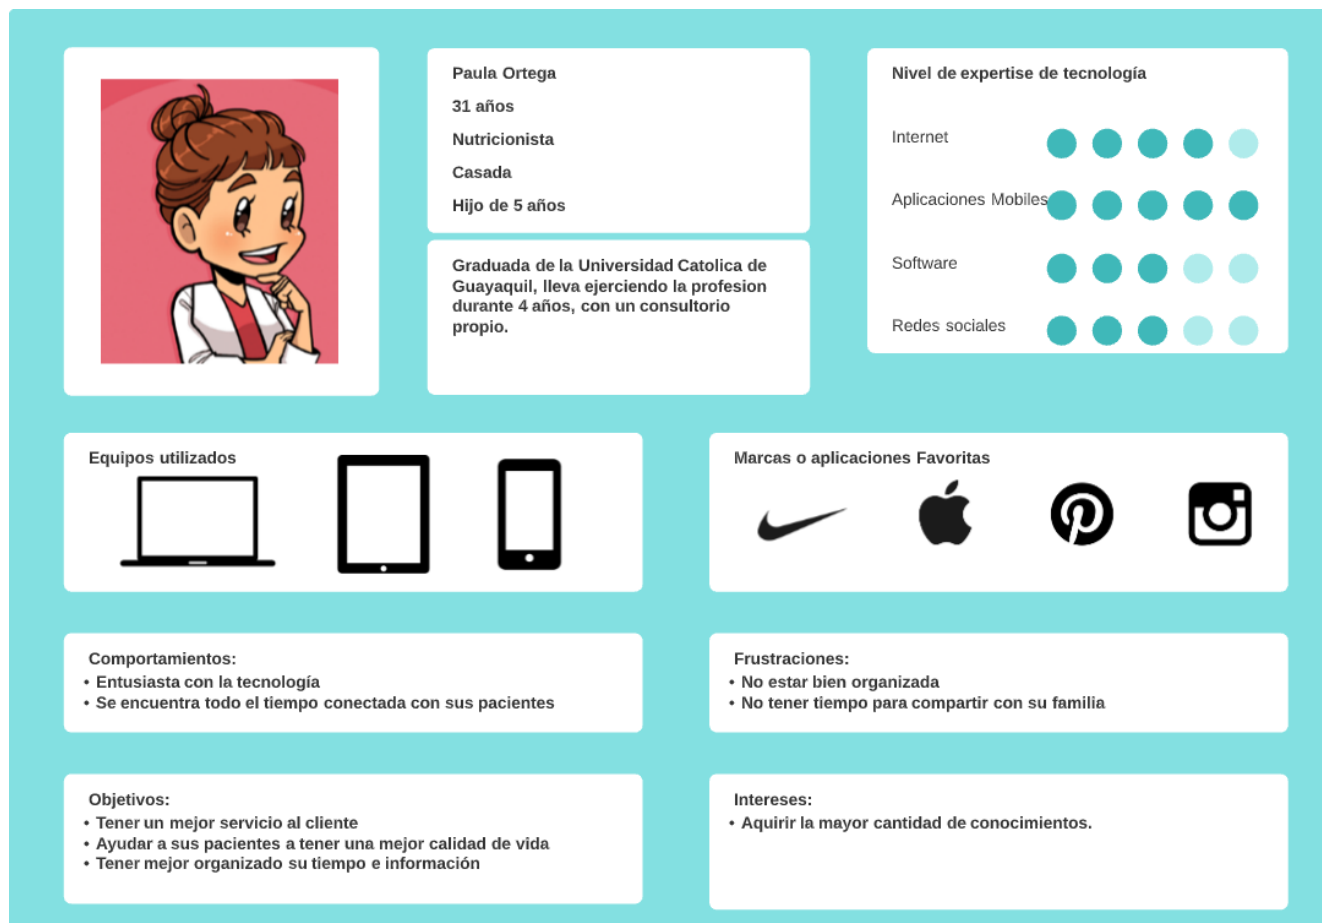 Paula Ortega
31 años
Nutricionista
Casada
Hijo de 5 años
Graduada de la Universidad Catolica de
Guayaquil, lleva ejerciendo la profesion
durante 4 años, con un consultorio
propio.
Nivel de expertise de tecnología
Internet
Aplicaciones Mobiles
Software
Redes sociales
Equipos utilizados
Marcas o aplicaciones Favoritas
Comportamientos:
• Entusiasta con la tecnología
• Se encuentra todo el tiempo conectada con sus pacientes
Frustraciones:
• No estar bien organizada
• No tener tiempo para compartir con su familia
Objetivos:
• Tener un mejor servicio al cliente
• Ayudar a sus pacientes a tener una mejor calidad de vida
• Tener mejor organizado su tiempo e información
Intereses:
• Aquirir la mayor cantidad de conocimientos.